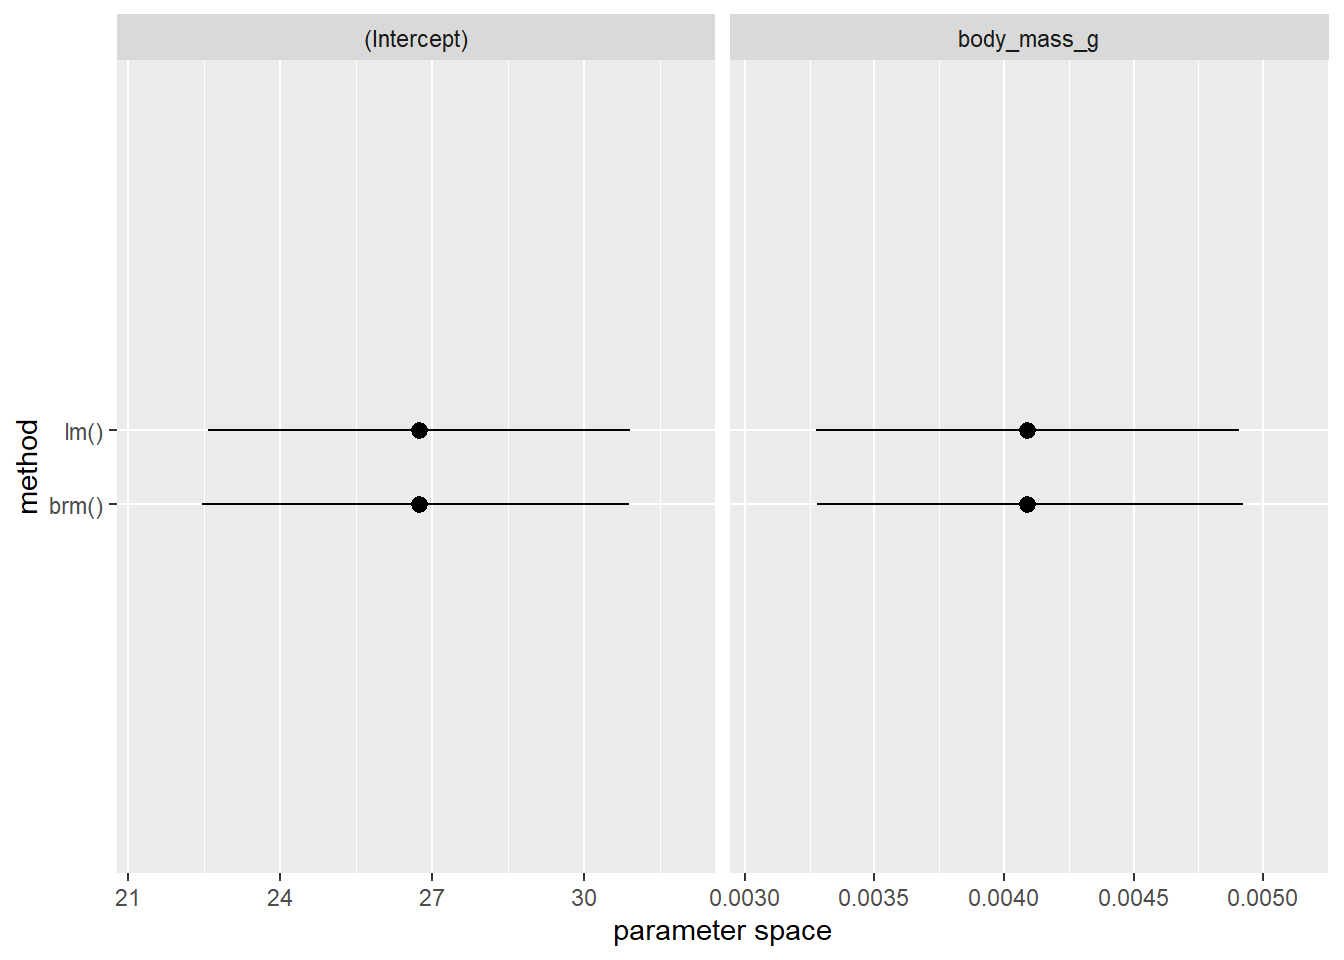 (Intercept) body_mass_g
method
lm()
brm()
21 24 27 30 0.0030 0.0035 0.0040 0.0045 0.0050
parameter space